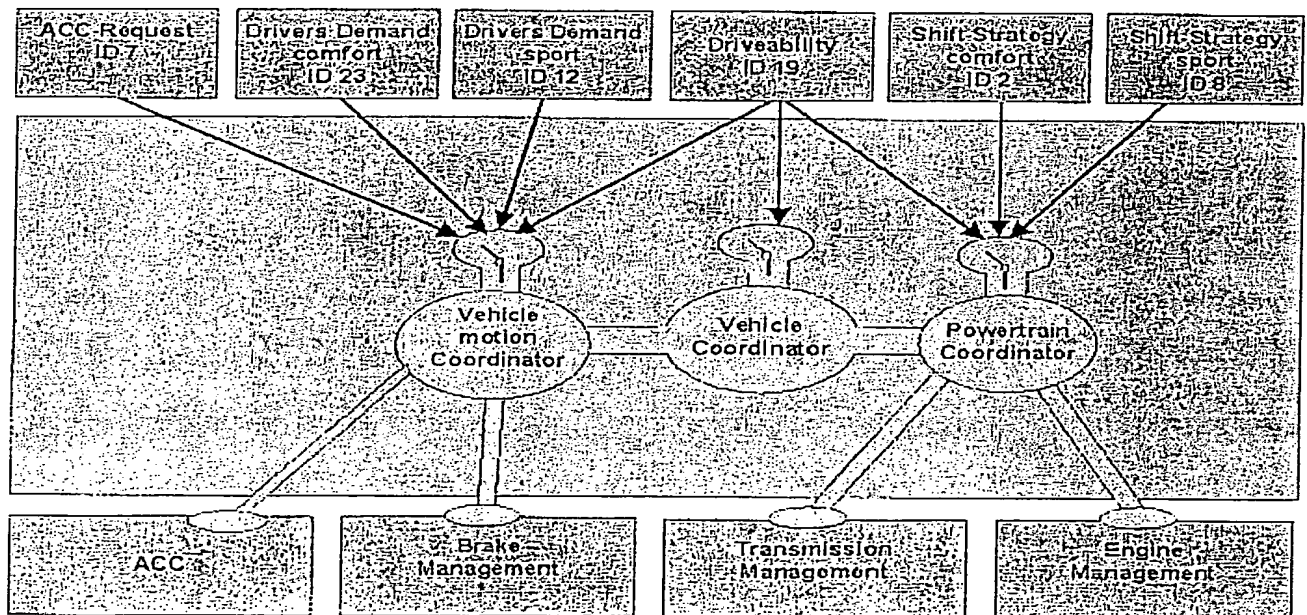 ACC-Request
ID 7
Drivers Demand
comfort
ID 23
Drivers Demand
sport
ID 12
Driveability
ID 19
Shift Strategy
comfort
ID 2
Shift-Strategy
sport
ID 8
Vehicle
motion
Coordinator
Vehicle
Coordinator
Powertrain
Coordinator
ACC
Brake
Management
Transmission
Management
Engine
Management